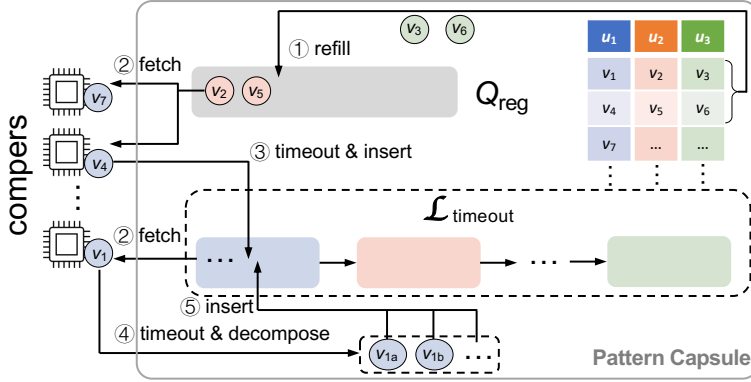 v3 v6
① refill
u1 u2 u3
② fetch
v1 v2 v3
v2 v5
Qreg
v7
v4 v5 v6
v7 ... ...
compers
v4
③ timeout & insert
ℒtimeout
② fetch
v1
...
...
⑤ insert
④ timeout & decompose
v1a v1b ...
Pattern Capsule